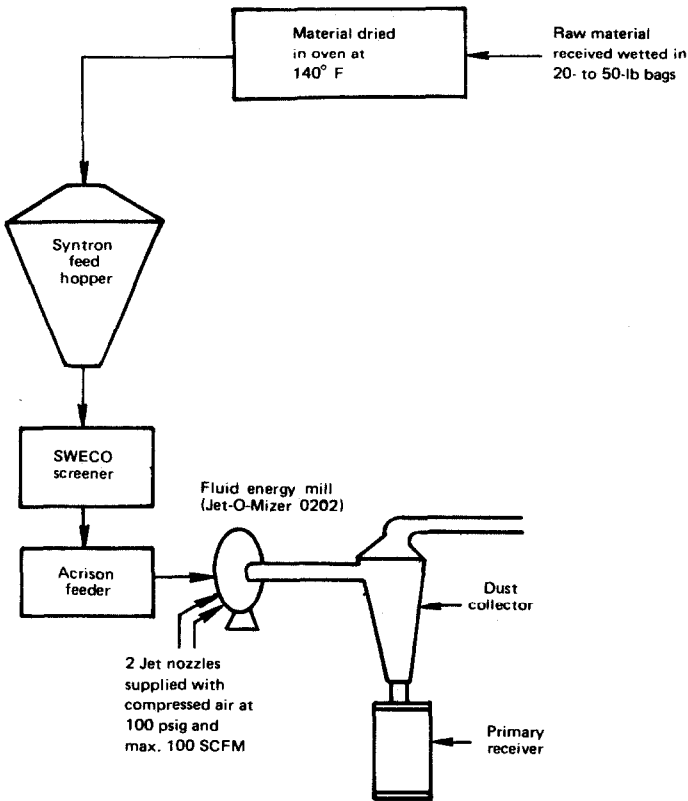 Material dried
in oven at
140° F
Raw material
received wetted in
20- to 50-lb bags
Syntron
feed
hopper
SWECO
screener
Acrison
feeder
Fluid energy mill
(Jet-O-Mizer 0202)
2 Jet nozzles
supplied with
compressed air at
100 psig and
max. 100 SCFM
Dust
collector
Primary
receiver